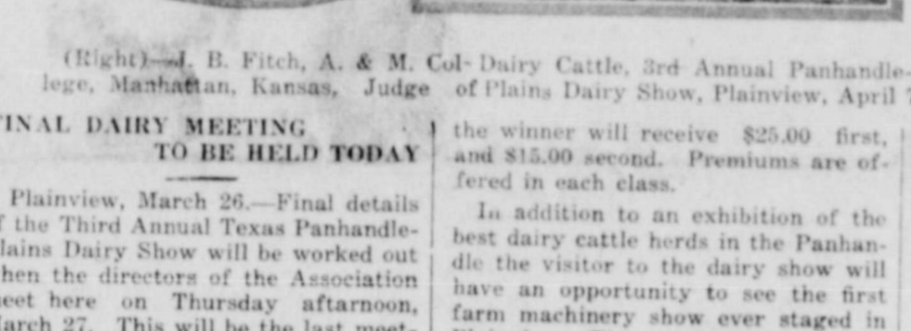 (Right)—J. B. Fitch, A. & M. Col- Dairy Cattle, 3rd Annual Panhandle-
lege, Manhattan, Kansas, Judge of Plains Dairy Show, Plainview, April
FINAL DAIRY MEETING
TO BE HELD TODAY
Plainview, March 26.—Final details
f the Third Annual Texas Panhandle-
lains Dairy Show will be worked out
hen the directors of the Association
eet here on Thursday aftarnoon,
arch 27. This will be the last meet-
the winner will receive $25.00 first,
and $15.00 second. Premiums are of-
fered in each class.
In addition to an exhibition of the
best dairy cattle herds in the Panhan-
dle the visitor to the dairy show will
have an opportunity to see the first
farm machinery show ever staged in